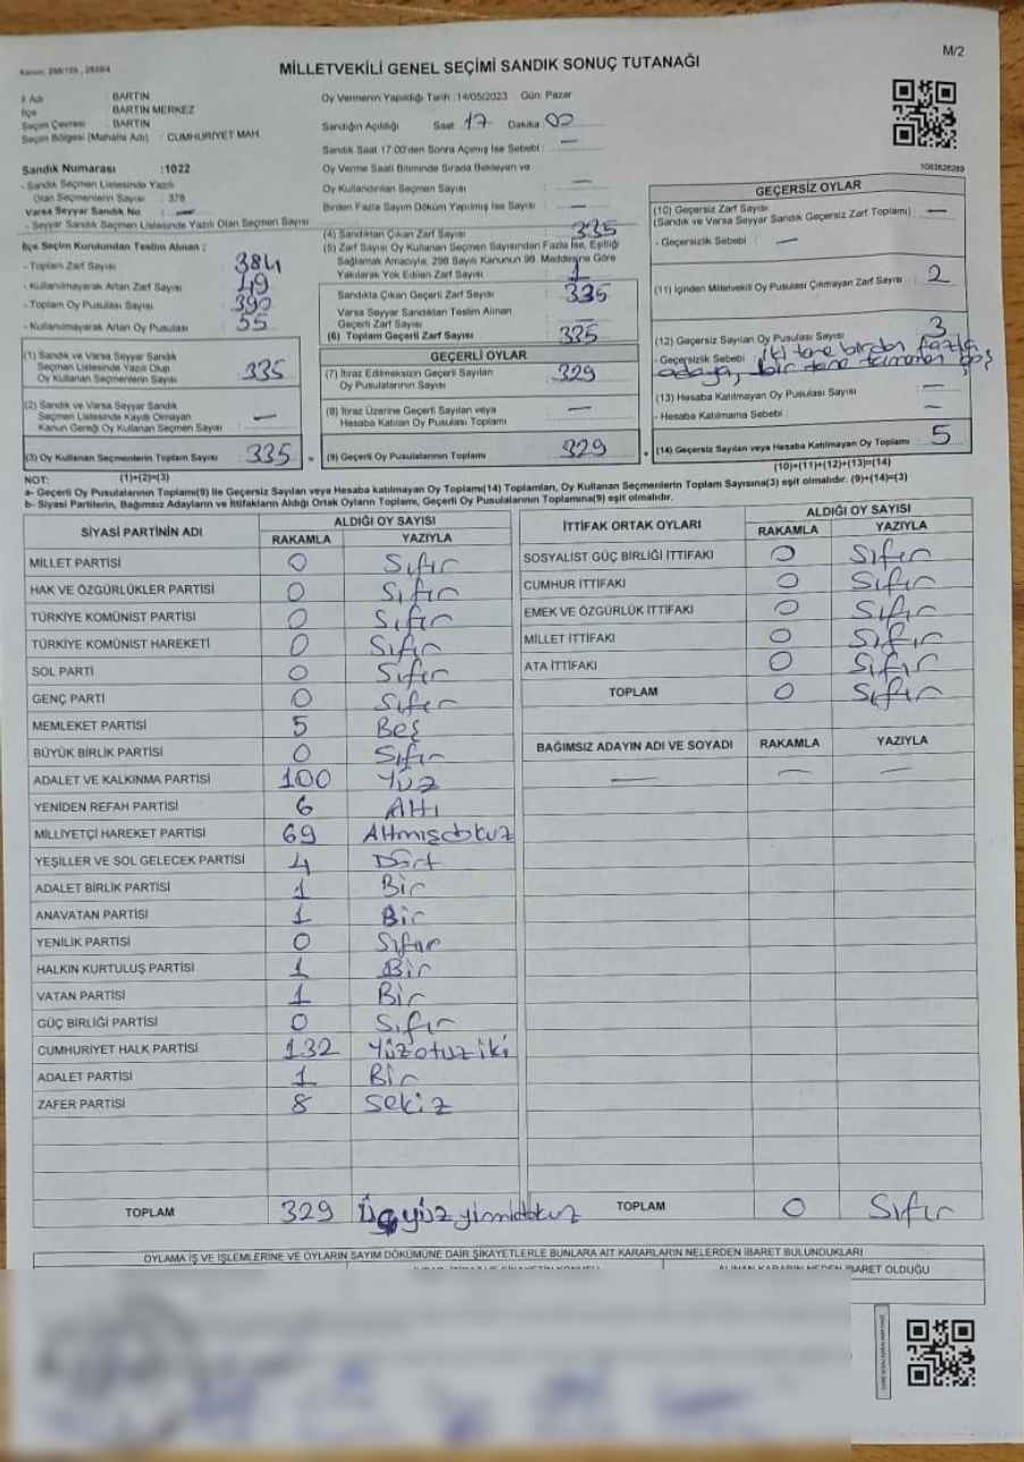 M/2
MİLLETVEKİLİ GENEL SEÇİMİ SANDIK SONUÇ TUTANAĞI
İl Adı BARTIN
İlçe BARTIN MERKEZ
Seçim Çevresi BARTIN
Seçim Bölgesi (Mahalle Adı) : CUMHURİYET MAH.
Sandık Numarası :1022
- Sandık Seçmen Listesinde Yazılı
Olan Seçmenlerin Sayısı : 378
Varsa Seyyar Sandık No : —
- Seyyar Sandık Seçmen Listesinde Yazılı Olan Seçmen Sayısı
İlçe Seçim Kurulundan Teslim Alınan ;
- Toplam Zarf Sayısı 384
- Kullanılmayarak Artan Zarf Sayısı 49
- Toplam Oy Pusulası Sayısı 390
- Kullanılmayarak Artan Oy Pusulası 55
(1) Sandık ve Varsa Seyyar Sandık
Seçmen Listesinde Yazılı Olup
Oy Kullanan Seçmenlerin Sayısı 335
(2) Sandık ve Varsa Seyyar Sandık
Seçmen Listesinde Kayıtlı Olmayan
Kanun Gereği Oy Kullanan Seçmen Sayısı —
(3) Oy Kullanan Seçmenlerin Toplam Sayısı 335
(1)+(2)=(3)
Oy Vermenin Yapıldığı Tarih :14/05/2023 Gün: Pazar
Sandığın Açıldığı Saat 17 Dakika 00
Sandık Saat 17:00'den Sonra Açılmış İse Sebebi : —
Oy Verme Saati Bitiminde Sırada Bekleyen ve
Oy Kullandırılan Seçmen Sayısı : —
Birden Fazla Sayım Döküm Yapılmış İse Sayısı : —
(4) Sandıktan Çıkan Zarf Sayısı 335
(5) Zarf Sayısı Oy Kullanan Seçmen Sayısından Fazla İse, Eşitliği
Sağlamak Amacıyla, 298 Sayılı Kanunun 98. Maddesine Göre
Yakılarak Yok Edilen Zarf Sayısı
Sandıkta Çıkan Geçerli Zarf Sayısı 335
Varsa Seyyar Sandıktan Teslim Alınan
Geçerli Zarf Sayısı
(6) Toplam Geçerli Zarf Sayısı 335
GEÇERLİ OYLAR
(7) İtiraz Edilmeksizin Geçerli Sayılan
Oy Pusulalarının Sayısı 329
(8) İtiraz Üzerine Geçerli Sayılan veya
Hesaba Katılan Oy Pusulası Toplamı —
(9) Geçerli Oy Pusulalarının Toplamı 329
1083626269
GEÇERSİZ OYLAR
(10) Geçersiz Zarf Sayısı
(Sandık ve Varsa Seyyar Sandık Geçersiz Zarf Toplamı) —
- Geçersizlik Sebebi : —
(11) İçinden Milletvekili Oy Pusulası Çıkmayan Zarf Sayısı 2
(12) Geçersiz Sayılan Oy Pusulası Sayısı 3
- Geçersizlik Sebebi : iki tane birden fazla
adaya, bir tane tamamen boş
(13) Hesaba Katılmayan Oy Pusulası Sayısı —
- Hesaba Katılmama Sebebi : —
(14) Geçersiz Sayılan veya Hesaba Katılmayan Oy Toplamı 5
(10)+(11)+(12)+(13)=(14)
NOT:
a- Geçerli Oy Pusulalarının Toplamı(9) ile Geçersiz Sayılan veya Hesaba katılmayan Oy Toplamı(14) Toplamları, Oy Kullanan Seçmenlerin Toplam Sayısına(3) eşit olmalıdır. (9)+(14)=(3)
b- Siyasi Partilerin, Bağımsız Adayların ve İttifakların Aldığı Ortak Oyların Toplamı, Geçerli Oy Pusulalarının Toplamına(9) eşit olmalıdır.
SİYASİ PARTİNİN ADI ALDIĞI OY SAYISI
RAKAMLA YAZIYLA
MİLLET PARTİSİ 0 Sıfır
HAK VE ÖZGÜRLÜKLER PARTİSİ 0 Sıfır
TÜRKİYE KOMÜNİST PARTİSİ 0 Sıfır
TÜRKİYE KOMÜNİST HAREKETİ 0 Sıfır
SOL PARTİ 0 Sıfır
GENÇ PARTİ 0 Sıfır
MEMLEKET PARTİSİ 5 Beş
BÜYÜK BİRLİK PARTİSİ 0 Sıfır
ADALET VE KALKINMA PARTİSİ 100 Yüz
YENİDEN REFAH PARTİSİ 6 Altı
MİLLİYETÇİ HAREKET PARTİSİ 69 Altmışdokuz
YEŞİLLER VE SOL GELECEK PARTİSİ 4 Dört
ADALET BİRLİK PARTİSİ 1 Bir
ANAVATAN PARTİSİ 1 Bir
YENİLİK PARTİSİ 0 Sıfır
HALKIN KURTULUŞ PARTİSİ 1 Bir
VATAN PARTİSİ 1 Bir
GÜÇ BİRLİĞİ PARTİSİ 0 Sıfır
CUMHURİYET HALK PARTİSİ 132 Yüzotuziki
ADALET PARTİSİ 1 Bir
ZAFER PARTİSİ 8 Sekiz
TOPLAM 329 Üçyüzyirmidokuz
İTTİFAK ORTAK OYLARI ALDIĞI OY SAYISI
RAKAMLA YAZIYLA
SOSYALİST GÜÇ BİRLİĞİ İTTİFAKI 0 Sıfır
CUMHUR İTTİFAKI 0 Sıfır
EMEK VE ÖZGÜRLÜK İTTİFAKI 0 Sıfır
MİLLET İTTİFAKI 0 Sıfır
ATA İTTİFAKI 0 Sıfır
TOPLAM 0 Sıfır
BAĞIMSIZ ADAYIN ADI VE SOYADI RAKAMLA YAZIYLA
— — —
TOPLAM 0 Sıfır
OYLAMA İŞ VE İŞLEMLERİNE VE OYLARIN SAYIM DÖKÜMÜNE DAİR ŞİKAYETLERLE BUNLARA AİT KARARLARIN NELERDEN İBARET BULUNDUKLARI
ALINAN KARARIN NEDEN İBARET OLDUĞU